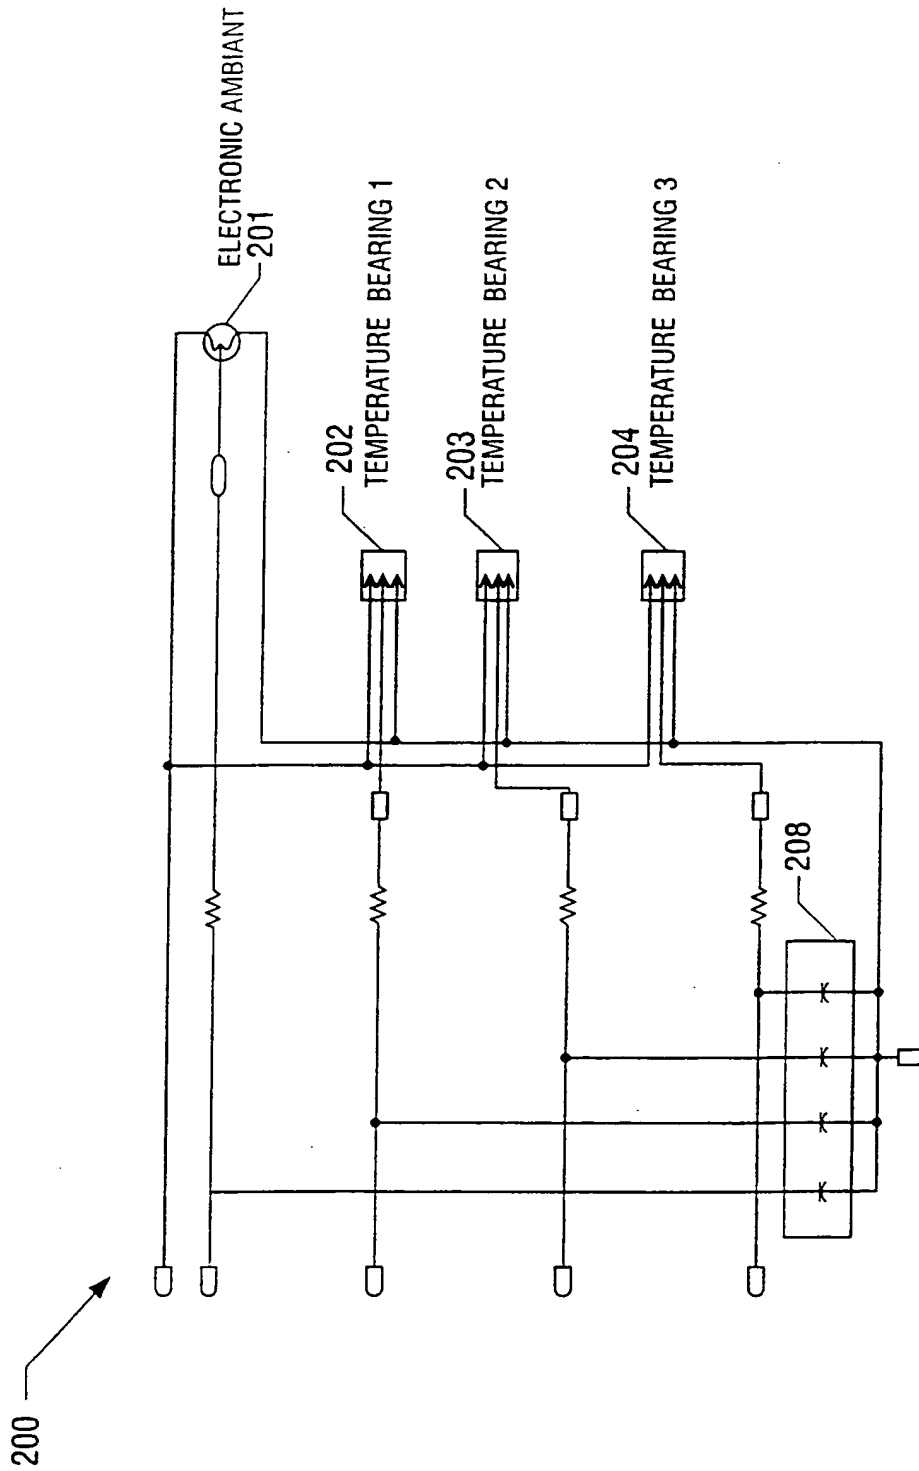 200
ELECTRONIC AMBIANT
201
202
TEMPERATURE BEARING 1
203
TEMPERATURE BEARING 2
204
TEMPERATURE BEARING 3
208